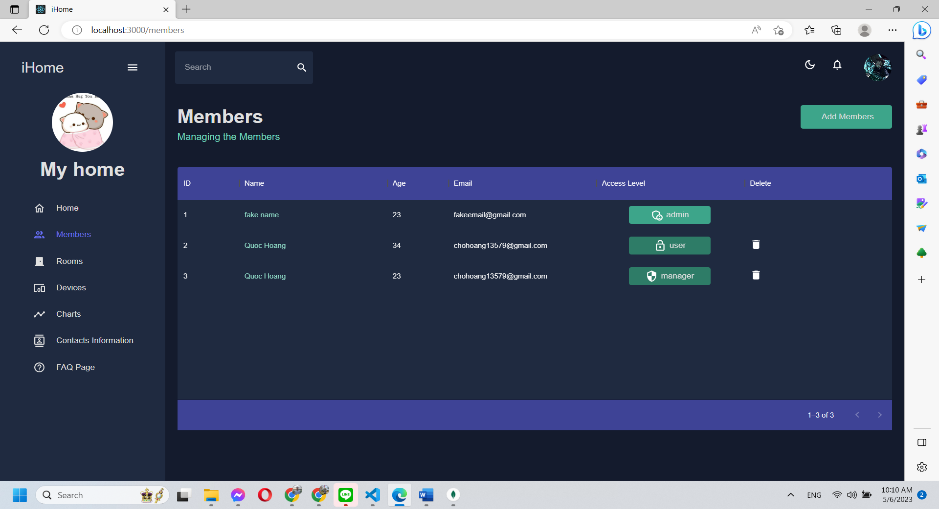 iHome
localhost:3000/members
iHome
Search
My home
Home
Members
Rooms
Devices
Charts
Contacts Information
FAQ Page
Members
Managing the Members
Add Members
ID Name Age Email Access Level Delete
1 fake name 23 fakeemail@gmail.com admin
2 Quoc Hoang 34 chohoang13579@gmail.com user
3 Quoc Hoang 23 chohoang13579@gmail.com manager
1–3 of 3
Search
ENG
10:10 AM
5/6/2023
2